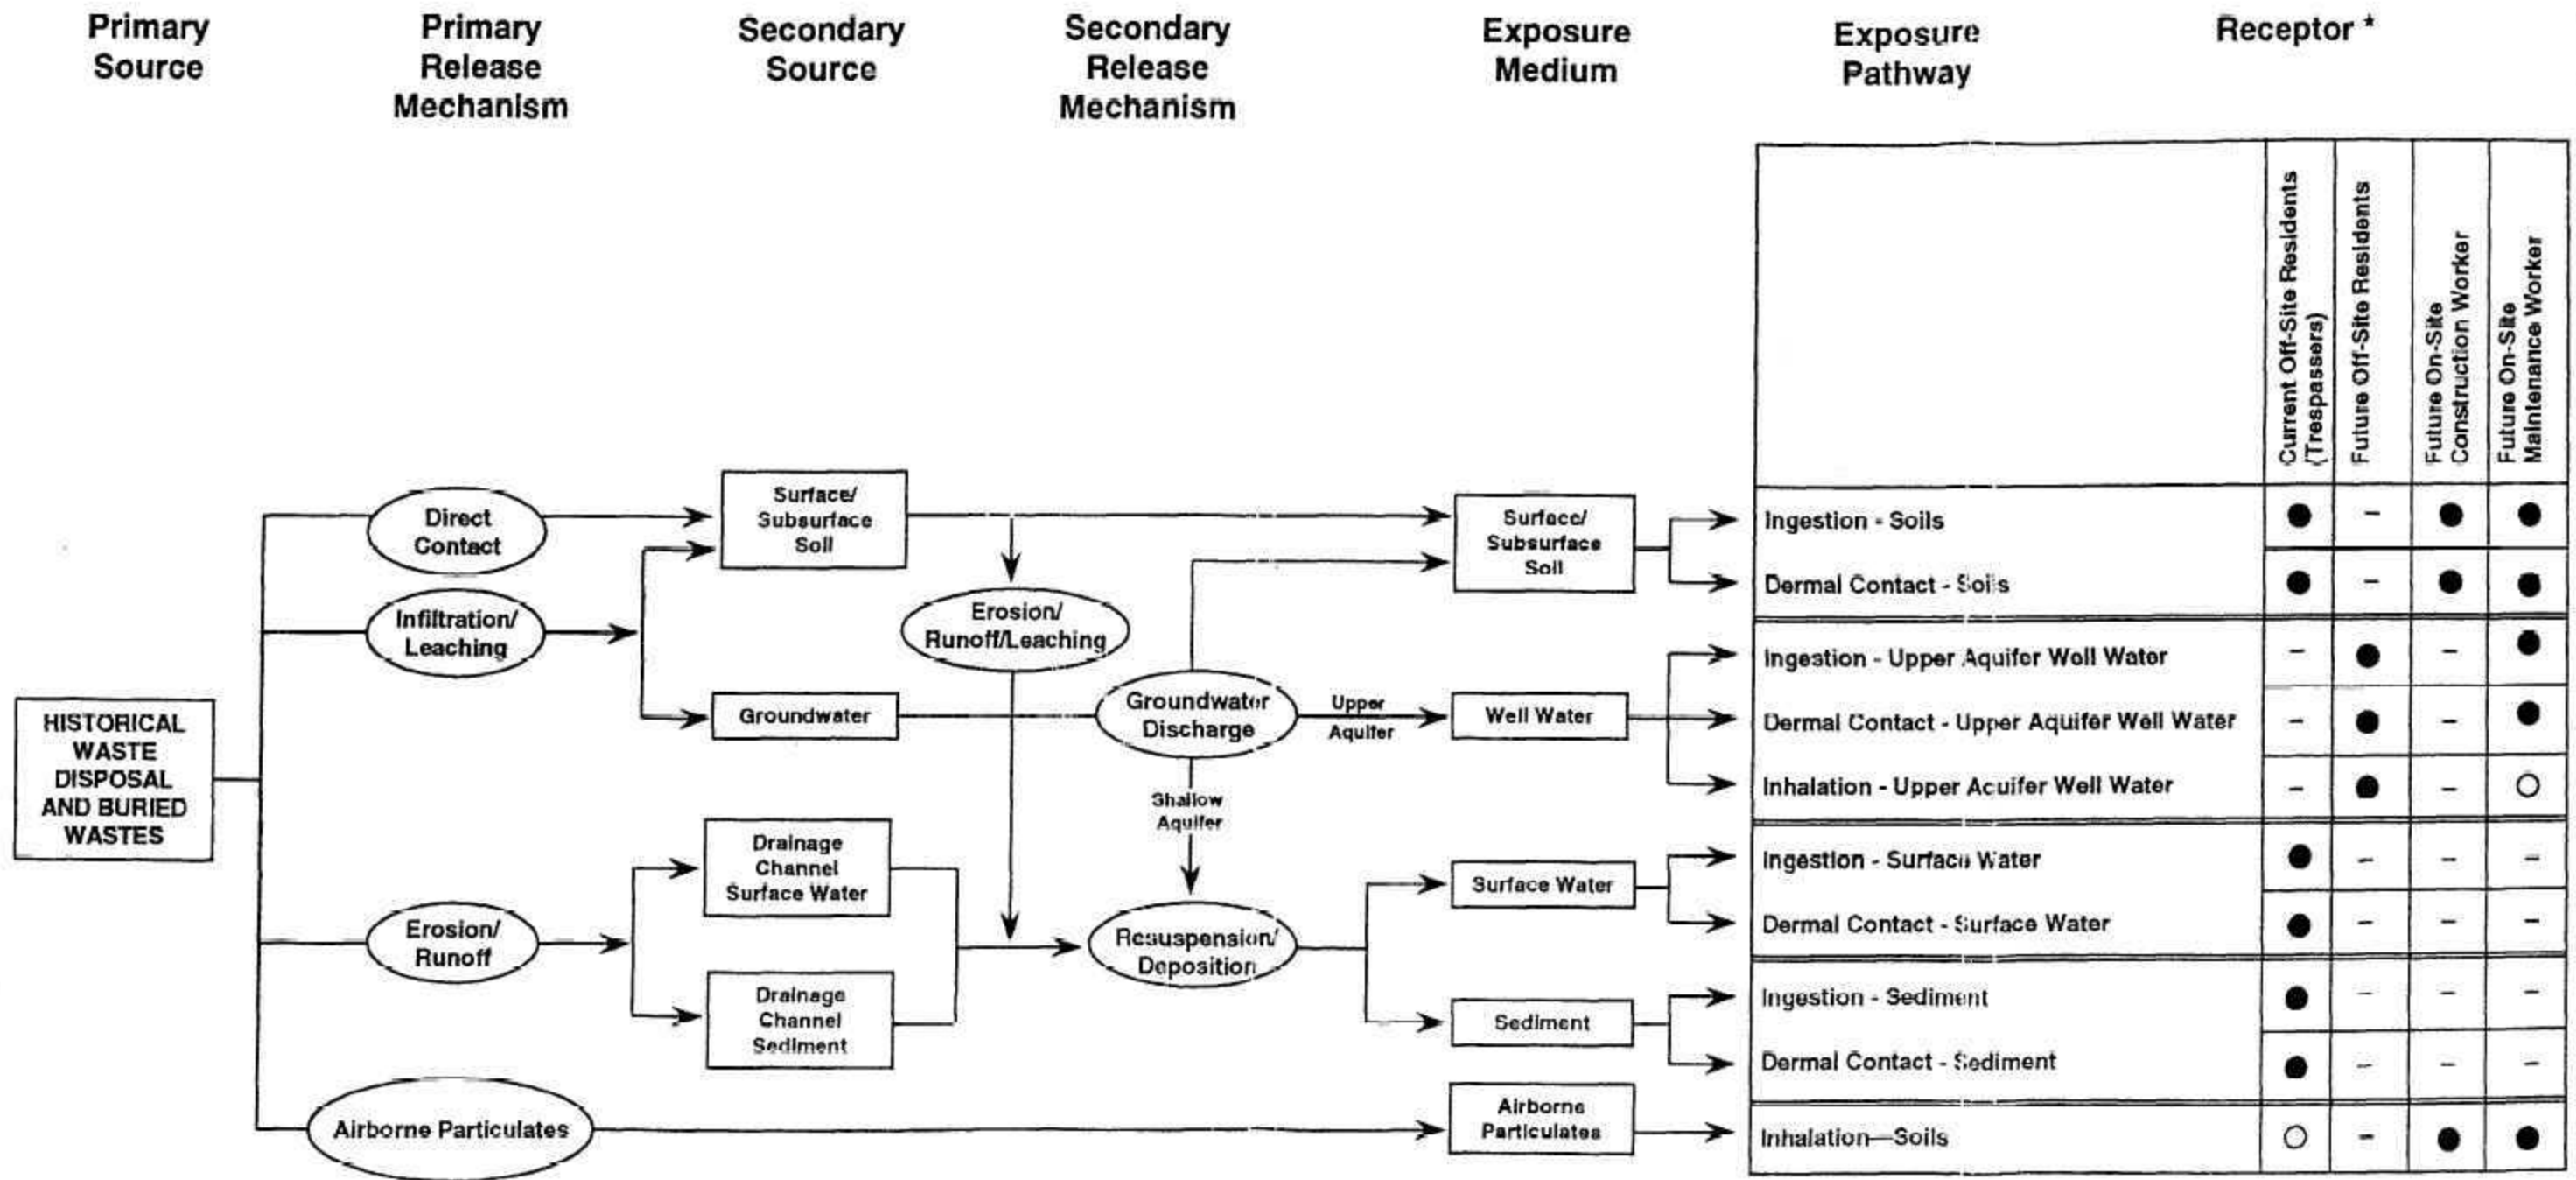 Primary
Source
Primary
Release
Mechanism
Secondary
Source
Secondary
Release
Mechanism
Exposure
Medium
Exposure
Pathway
Receptor *
Current Off-Site Residents
(Trespassers)
Future Off-Site Residents
Future On-Site
Construction Worker
Future On-Site
Maintenance Worker
HISTORICAL
WASTE
DISPOSAL
AND BURIED
WASTES
Direct
Contact
Infiltration/
Leaching
Erosion/
Runoff
Airborne Particulates
Surface/
Subsurface
Soil
Groundwater
Drainage
Channel
Surface Water
Drainage
Channel
Sediment
Erosion/
Runoff/Leaching
Groundwater
Discharge
Upper
Aquifer
Shallow
Aquifer
Resuspension/
Deposition
Surface/
Subsurface
Soil
Well Water
Surface Water
Sediment
Airborne
Particulates
Ingestion - Soils ● – ● ●
Dermal Contact - Soils ● – ● ●
Ingestion - Upper Aquifer Well Water – ● – ●
Dermal Contact - Upper Aquifer Well Water – ● – ●
Inhalation - Upper Aquifer Well Water – ● – ○
Ingestion - Surface Water ● – – –
Dermal Contact - Surface Water ● – – –
Ingestion - Sediment ● – – –
Dermal Contact - Sediment ● – – –
Inhalation—Soils ○ – ● ●